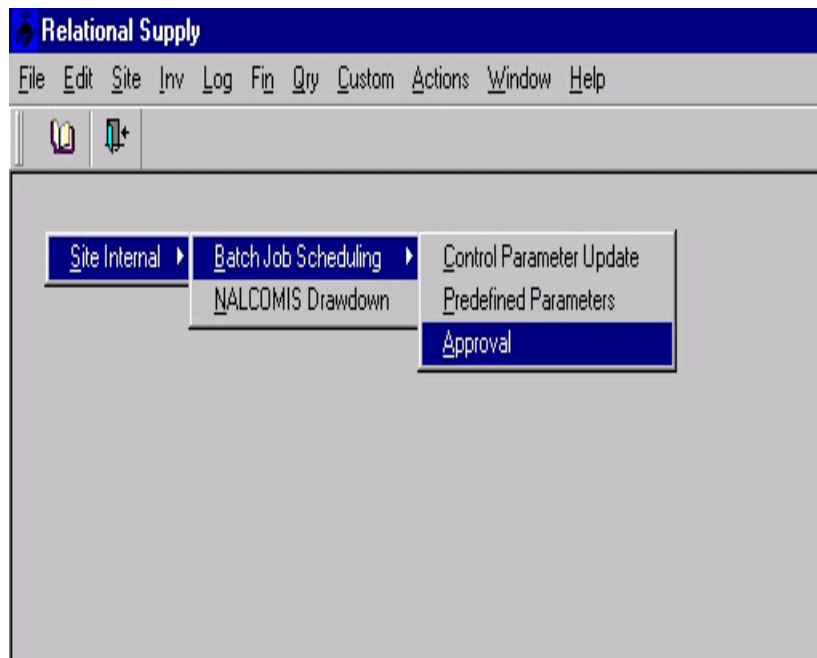 Relational Supply
File Edit Site Inv Log Fin Qry Custom Actions Window Help
Site Internal Batch Job Scheduling Control Parameter Update
NALCOMIS Drawdown Predefined Parameters
Approval